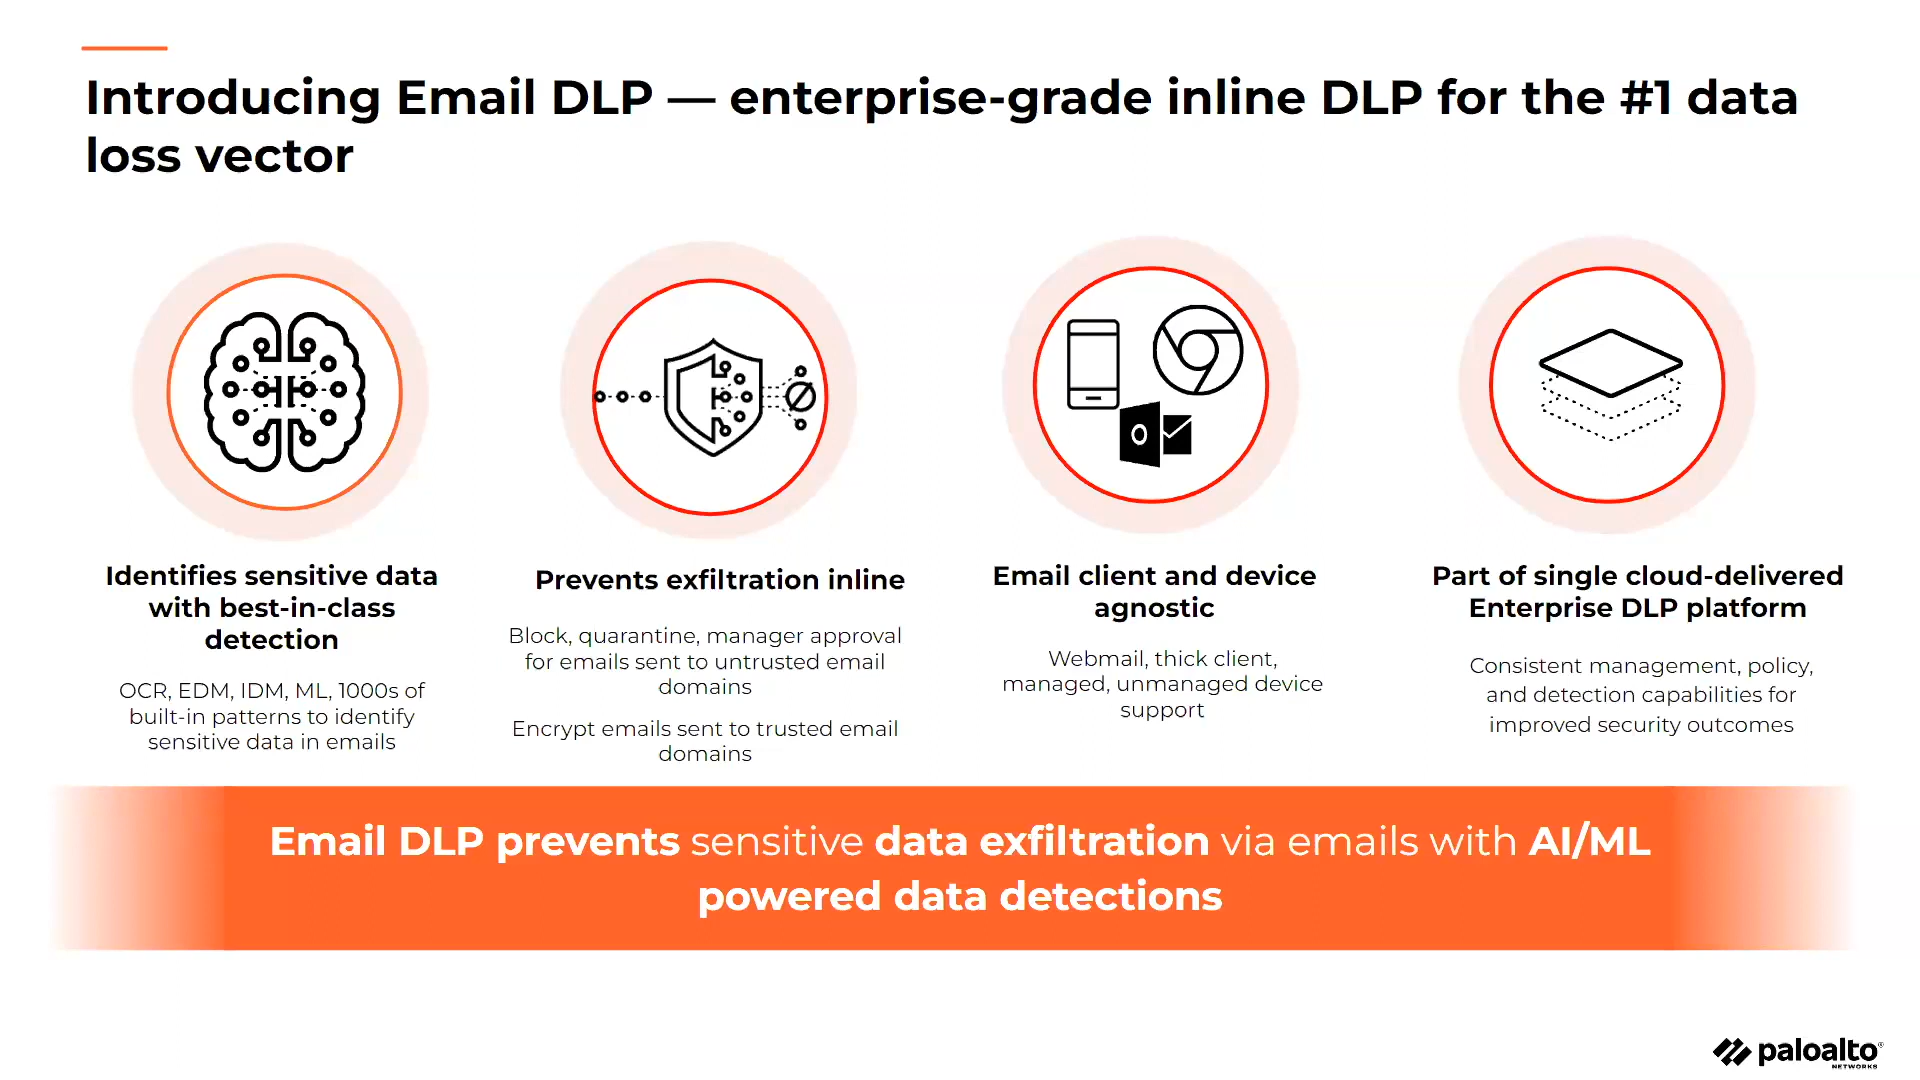 Introducing Email DLP — enterprise-grade inline DLP for the #1 data
loss vector
Identifies sensitive data
with best-in-class
detection
OCR, EDM, IDM, ML, 1000s of
built-in patterns to identify
sensitive data in emails
Prevents exfiltration inline
Block, quarantine, manager approval
for emails sent to untrusted email
domains
Encrypt emails sent to trusted email
domains
Email client and device
agnostic
Webmail, thick client,
managed, unmanaged device
support
Part of single cloud-delivered
Enterprise DLP platform
Consistent management, policy,
and detection capabilities for
improved security outcomes
Email DLP prevents sensitive data exfiltration via emails with AI/ML
powered data detections
paloalto®
NETWORKS